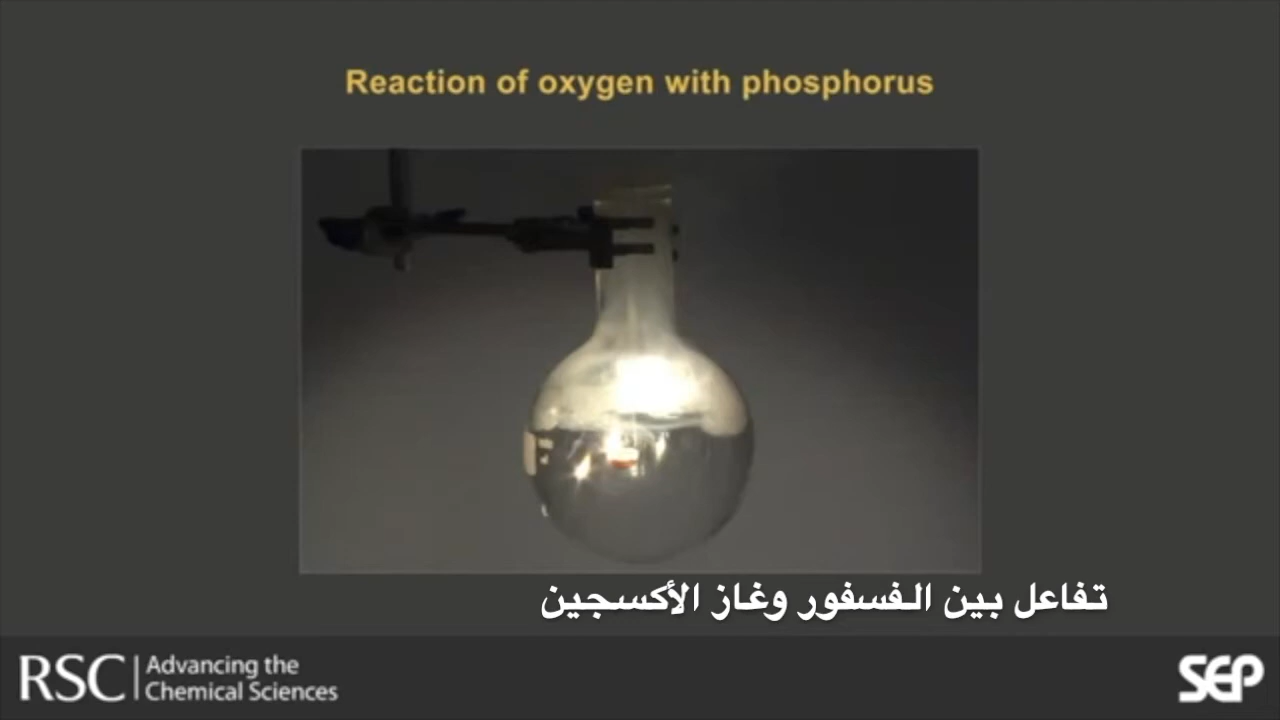 Reaction of oxygen with phosphorus
تفاعل بين الفسفور وغاز الأكسجين
RSC
Advancing the
Chemical Sciences
SEP